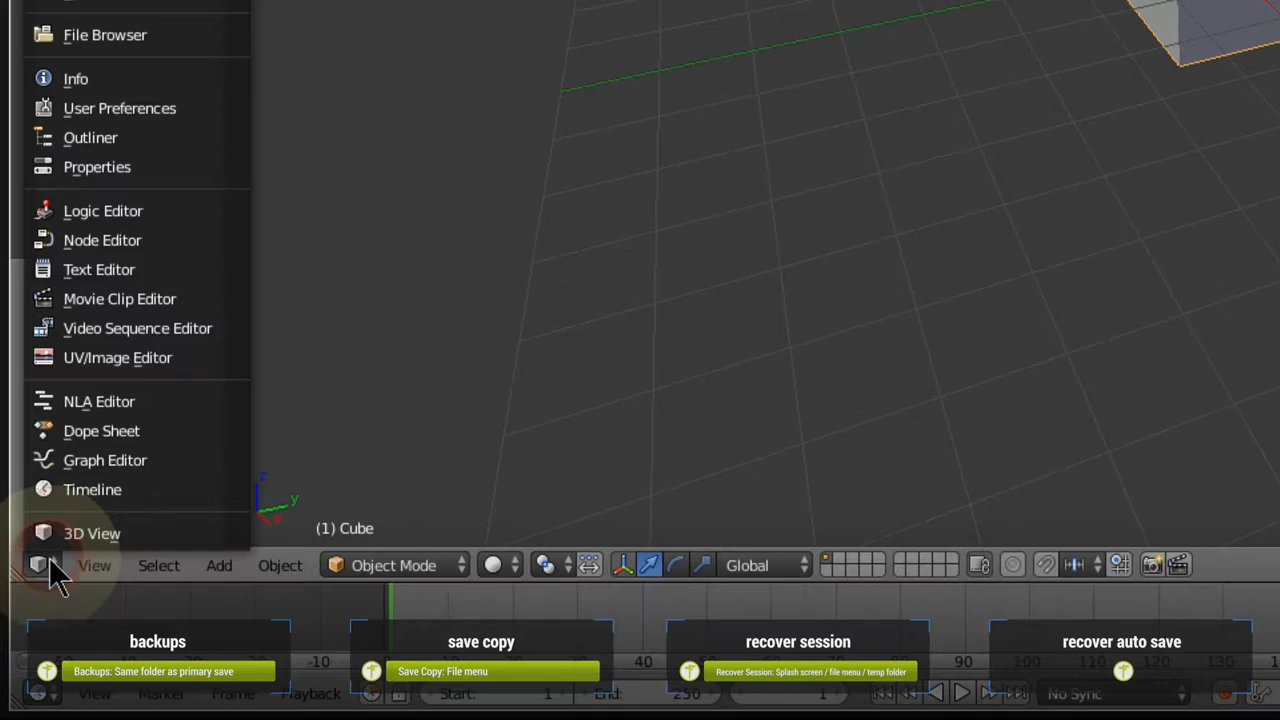 File Browser
Info
User Preferences
Outliner
Properties
Logic Editor
Node Editor
Text Editor
Movie Clip Editor
Video Sequence Editor
UV/Image Editor
NLA Editor
Dope Sheet
Graph Editor
Timeline
3D View
z
y
x
(1) Cube
View Select Add Object Object Mode Global
backups save copy recover session recover auto save
Backups: Same folder as primary save Save Copy: File menu Recover Session: Splash screen / file menu / temp folder
-10 40 90 100 110 120 130
View Marker Frame Playback Start: 1 End: 250 1 No Sync